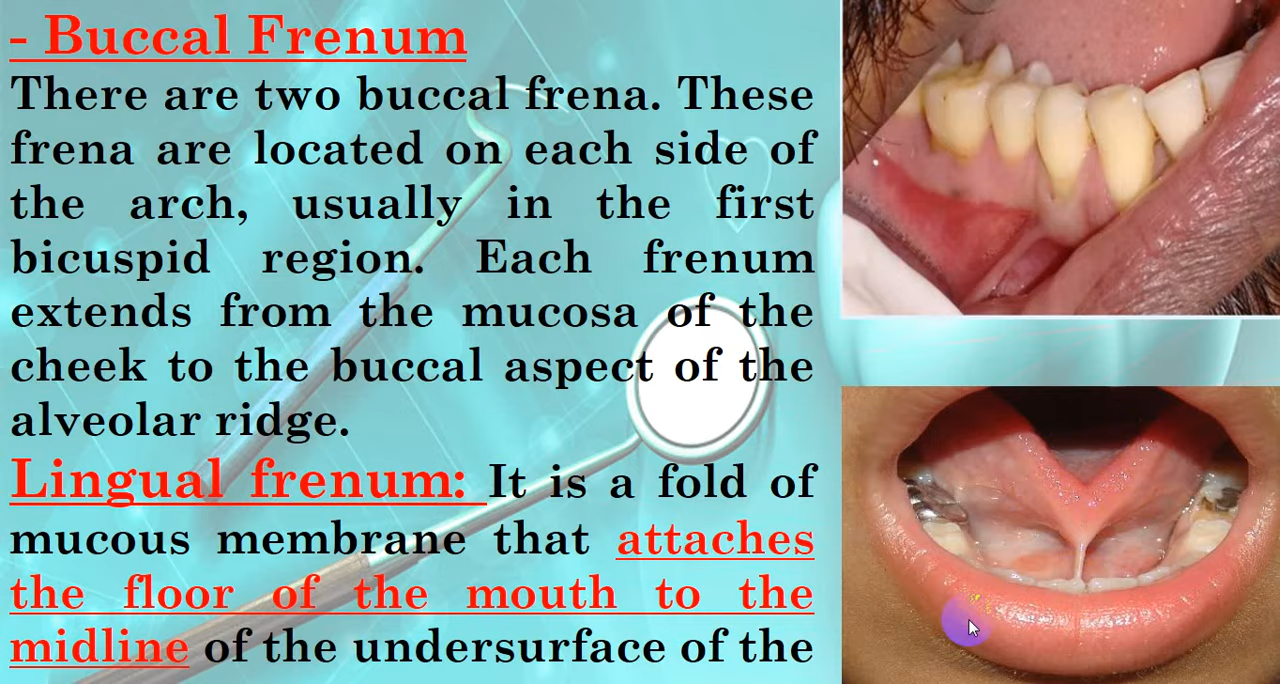 - Buccal Frenum
There are two buccal frena. These
frena are located on each side of
the arch, usually in the first
bicuspid region. Each frenum
extends from the mucosa of the
cheek to the buccal aspect of the
alveolar ridge.
Lingual frenum: It is a fold of
mucous membrane that attaches
the floor of the mouth to the
midline of the undersurface of the